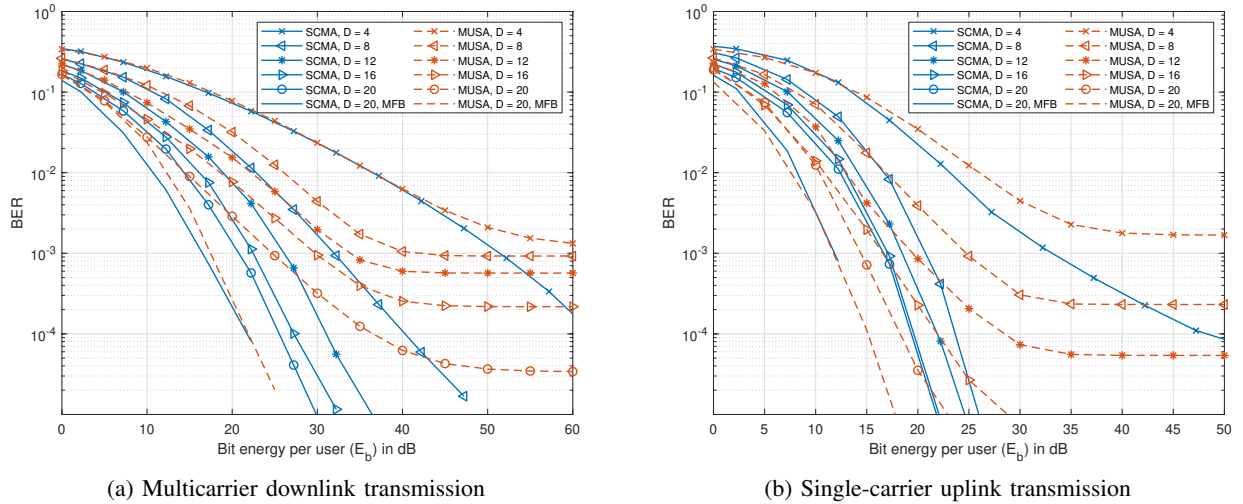 10^0
10^-1
10^-2
10^-3
10^-4
BER
0 10 20 30 40 50 60
Bit energy per user (E_b) in dB
SCMA, D = 4
SCMA, D = 8
SCMA, D = 12
SCMA, D = 16
SCMA, D = 20
SCMA, D = 20, MFB
MUSA, D = 4
MUSA, D = 8
MUSA, D = 12
MUSA, D = 16
MUSA, D = 20
MUSA, D = 20, MFB
(a) Multicarrier downlink transmission
10^0
10^-1
10^-2
10^-3
10^-4
BER
0 5 10 15 20 25 30 35 40 45 50
Bit energy per user (E_b) in dB
SCMA, D = 4
SCMA, D = 8
SCMA, D = 12
SCMA, D = 16
SCMA, D = 20
SCMA, D = 20, MFB
MUSA, D = 4
MUSA, D = 8
MUSA, D = 12
MUSA, D = 16
MUSA, D = 20
MUSA, D = 20, MFB
(b) Single-carrier uplink transmission